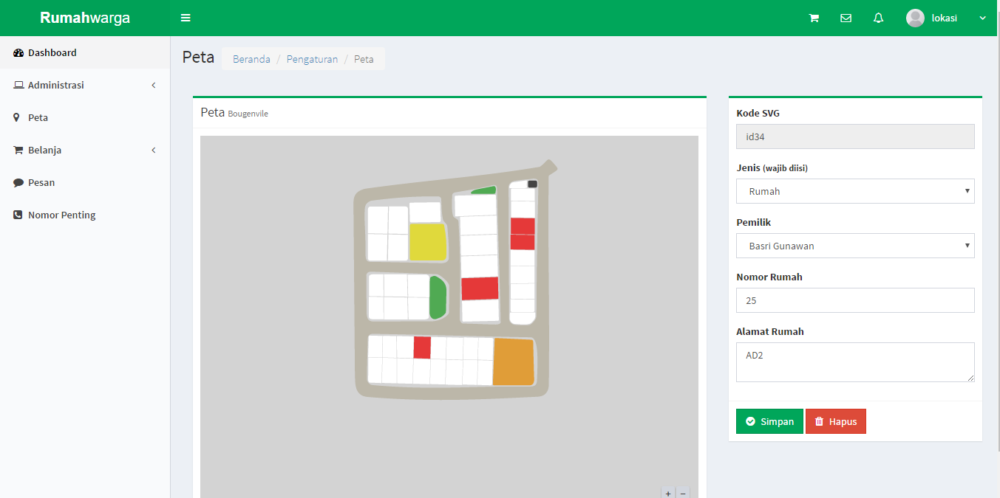 Rumahwarga
lokasi
Dashboard
Administrasi
Peta
Belanja
Pesan
Nomor Penting
Peta
Beranda / Pengaturan / Peta
Peta Bougenvile
+ −
Kode SVG
id34
Jenis (wajib diisi)
Rumah
Pemilik
Basri Gunawan
Nomor Rumah
25
Alamat Rumah
AD2
Simpan
Hapus